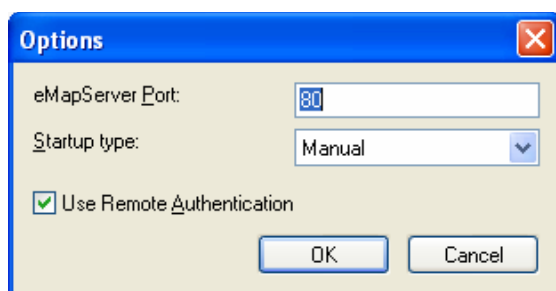 Options
eMapServer Port: 80
Startup type: Manual
Use Remote Authentication
OK Cancel